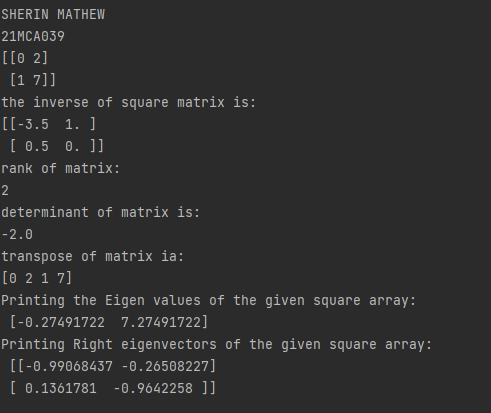 SHERIN MATHEW
21MCA039
[[0 2]
 [1 7]]
the inverse of square matrix is:
[[-3.5  1. ]
 [ 0.5  0. ]]
rank of matrix:
2
determinant of matrix is:
-2.0
transpose of matrix ia:
[0 2 1 7]
Printing the Eigen values of the given square array:
 [-0.27491722  7.27491722]
Printing Right eigenvectors of the given square array:
 [[-0.99068437 -0.26508227]
 [ 0.1361781  -0.9642258 ]]